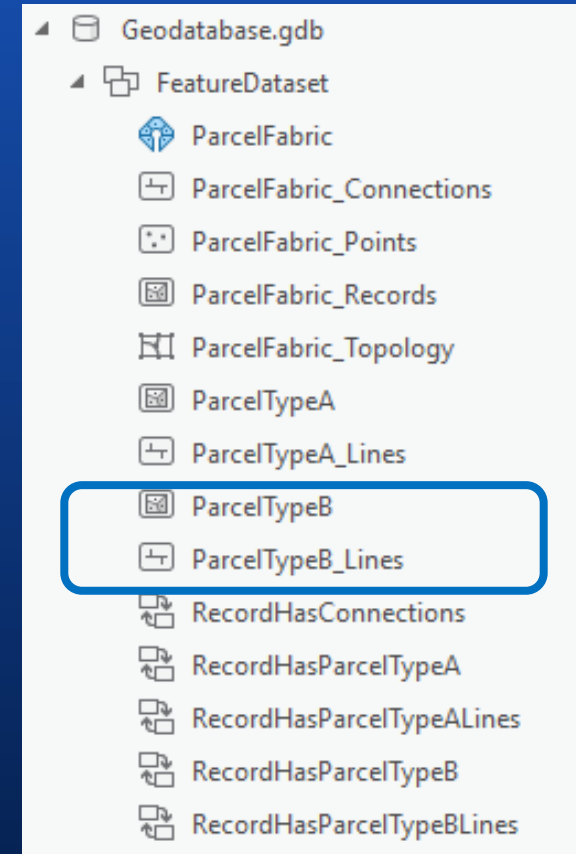 Geodatabase.gdb
FeatureDataset
ParcelFabric
ParcelFabric_Connections
ParcelFabric_Points
ParcelFabric_Records
ParcelFabric_Topology
ParcelTypeA
ParcelTypeA_Lines
ParcelTypeB
ParcelTypeB_Lines
RecordHasConnections
RecordHasParcelTypeA
RecordHasParcelTypeALines
RecordHasParcelTypeB
RecordHasParcelTypeBLines